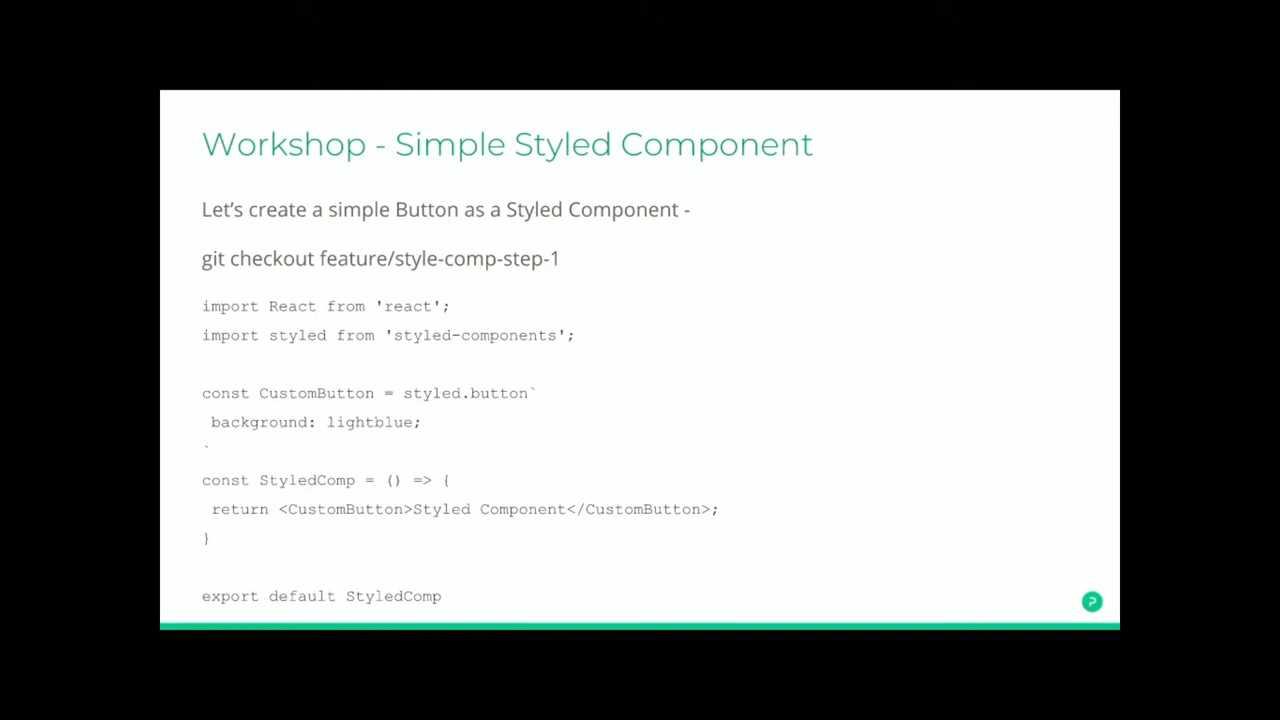 Workshop - Simple Styled Component
Let's create a simple Button as a Styled Component -
git checkout feature/style-comp-step-1
import React from 'react';
import styled from 'styled-components';
const CustomButton = styled.button`
background: lightblue;
`
const StyledComp = () => {
return <CustomButton>Styled Component</CustomButton>;
}
export default StyledComp